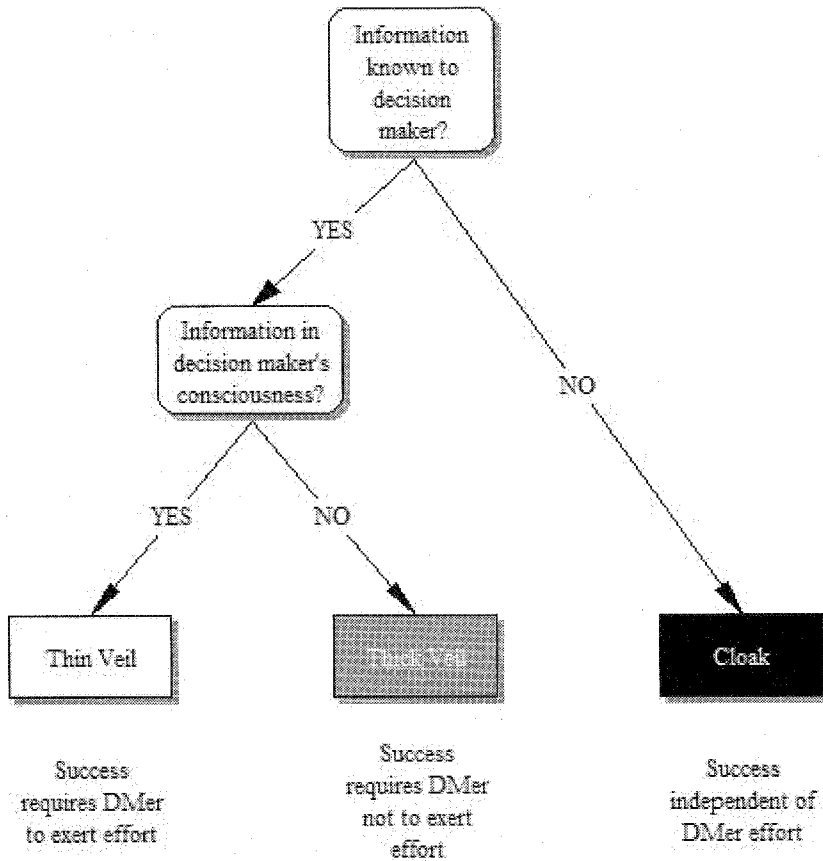 Information
known to
decision
maker?
YES
NO
Information in
decision maker's
consciousness?
YES
NO
Thin Veil
Thick Veil
Cloak
Success
requires DMer
to exert effort
Success
requires DMer
not to exert
effort
Success
independent of
DMer effort